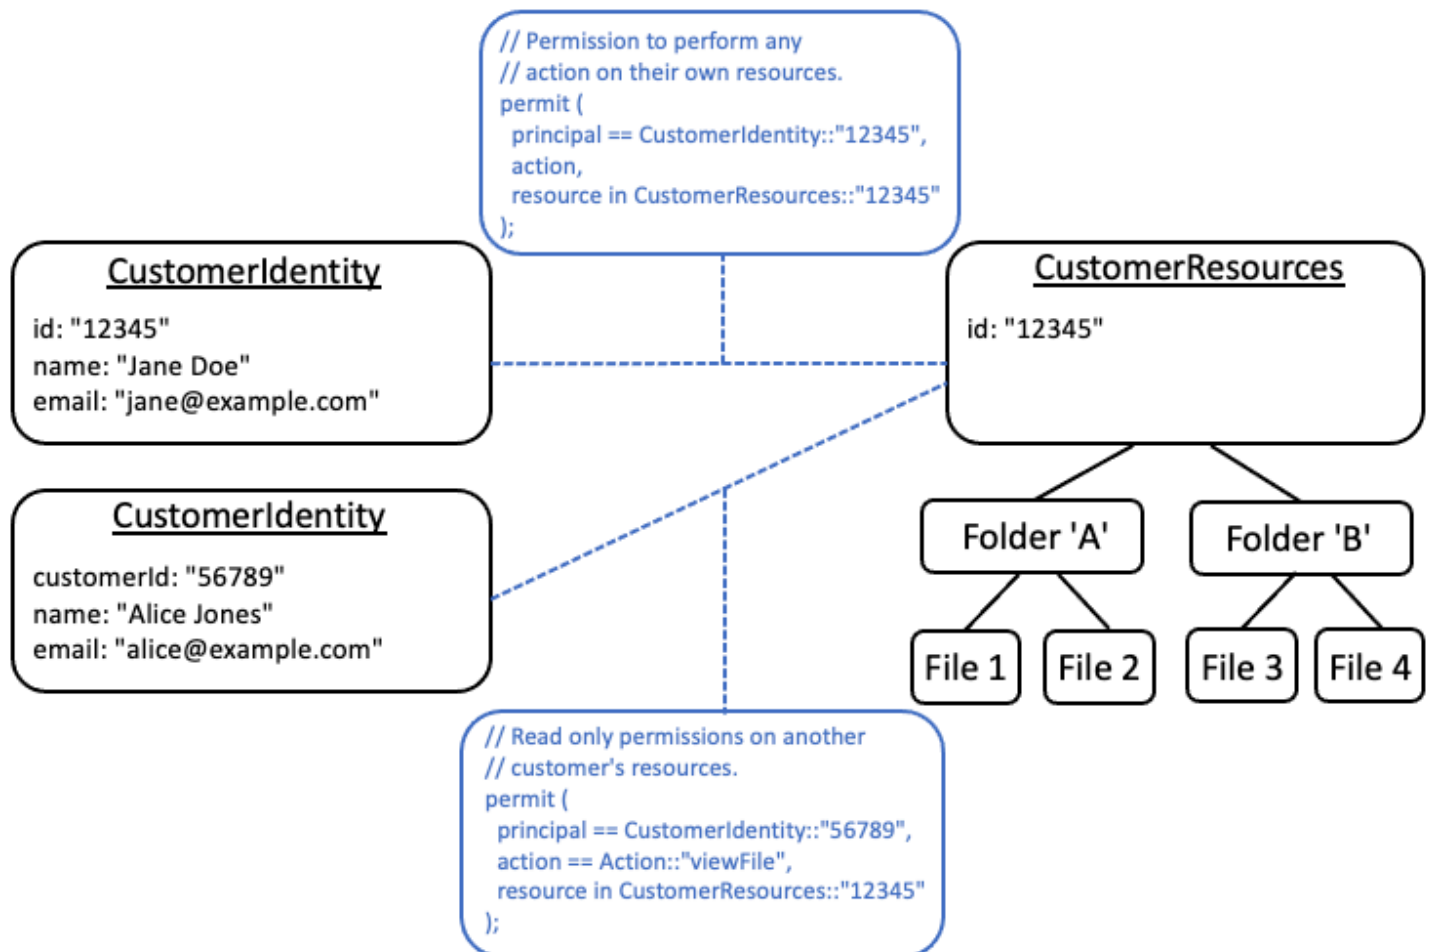 // Permission to perform any
// action on their own resources.
permit (
principal == CustomerIdentity::"12345",
action,
resource in CustomerResources::"12345"
);
CustomerIdentity
id: "12345"
name: "Jane Doe"
email: "jane@example.com"
CustomerResources
id: "12345"
CustomerIdentity
customerId: "56789"
name: "Alice Jones"
email: "alice@example.com"
Folder 'A'
Folder 'B'
File 1
File 2
File 3
File 4
// Read only permissions on another
// customer's resources.
permit (
principal == CustomerIdentity::"56789",
action == Action::"viewFile",
resource in CustomerResources::"12345"
);